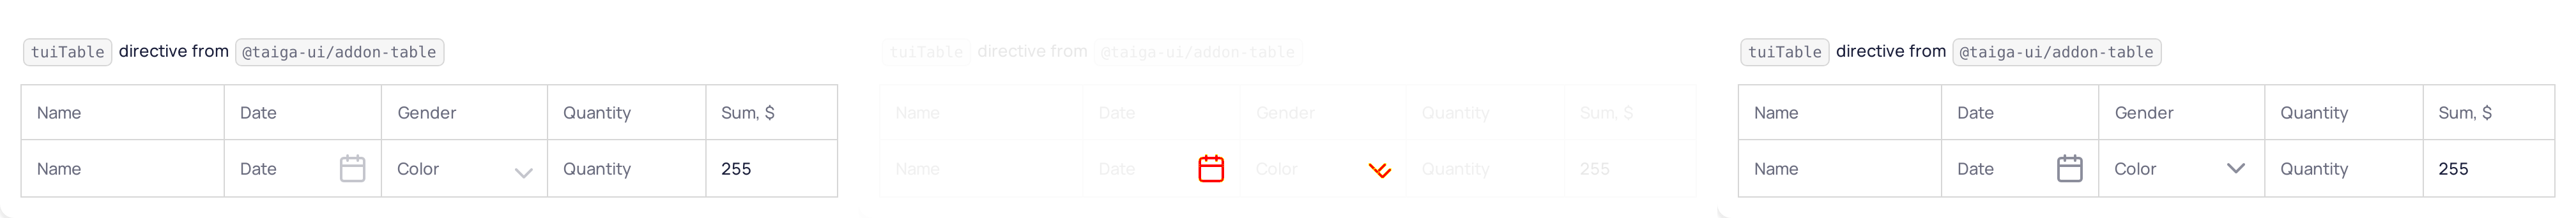 tuiTable directive from @taiga-ui/addon-table
Name Date Gender Quantity Sum, $
Name Date Color Quantity 255
tuiTable directive from @taiga-ui/addon-table
Name Date Gender Quantity Sum, $
Name Date Color Quantity 255
tuiTable directive from @taiga-ui/addon-table
Name Date Gender Quantity Sum, $
Name Date Color Quantity 255